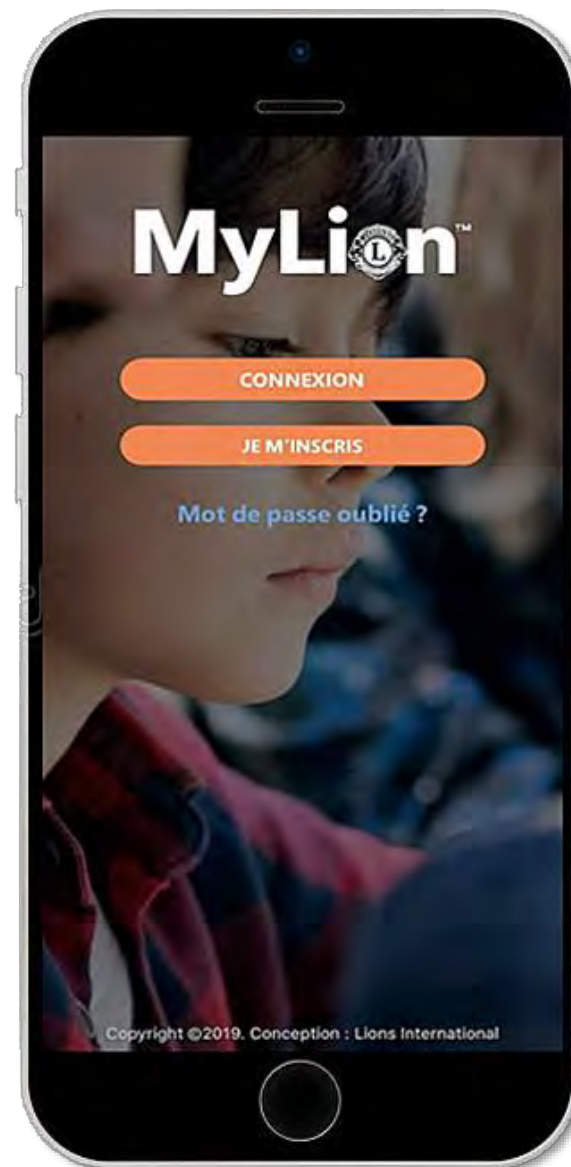 MyLion™
CONNEXION
JE M'INSCRIS
Mot de passe oublié ?
Copyright ©2019. Conception : Lions International